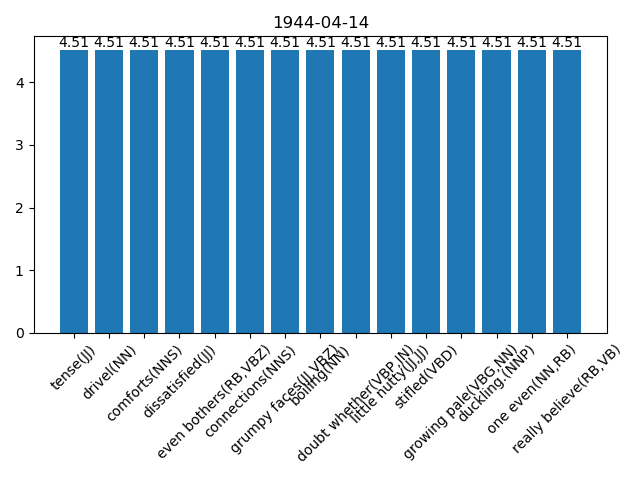 1944-04-14
4.51 4.51 4.51 4.51 4.51 4.51 4.51 4.51 4.51 4.51 4.51 4.51 4.51 4.51 4.51
4
3
2
1
0
tense(JJ)
drivel(NN)
comforts(NNS)
dissatisfied(JJ)
even bothers(RB,VBZ)
connections(NNS)
grumpy faces(JJ,VBZ)
boiling(NN)
doubt whether(VBP,IN)
little nutty(JJ,JJ)
stifled(VBD)
growing pale(VBG,NN)
duckling.(NNP)
one even(NN,RB)
really believe(RB,VB)